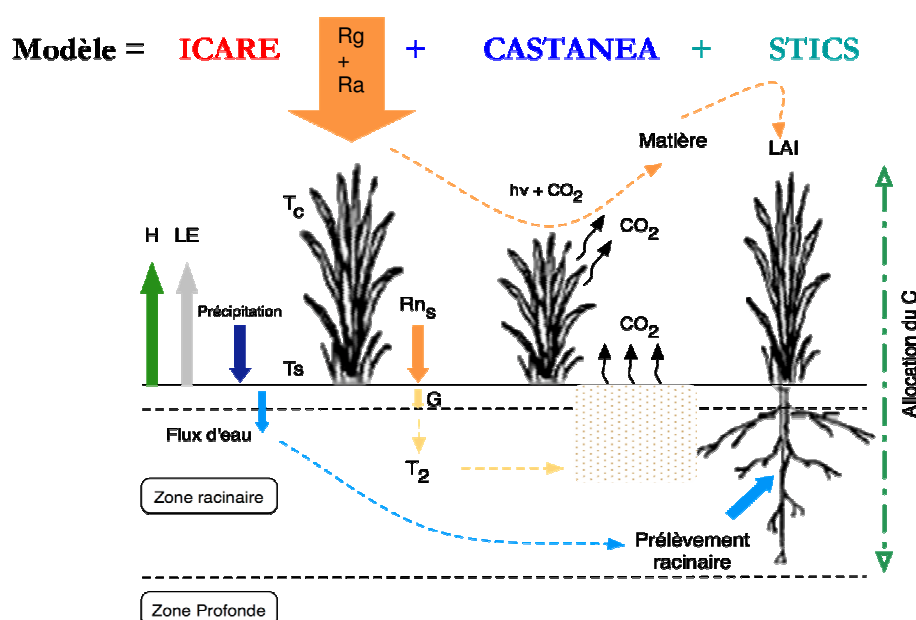 Modèle = ICARE + CASTANEA + STICS
Rg
+
Ra
Matière
LAI
hν + CO2
CO2
Tc
H
LE
Précipitation
Rns
Ts
CO2
G
Flux d'eau
T2
Zone racinaire
Prélèvement
racinaire
Zone Profonde
Allocation du C